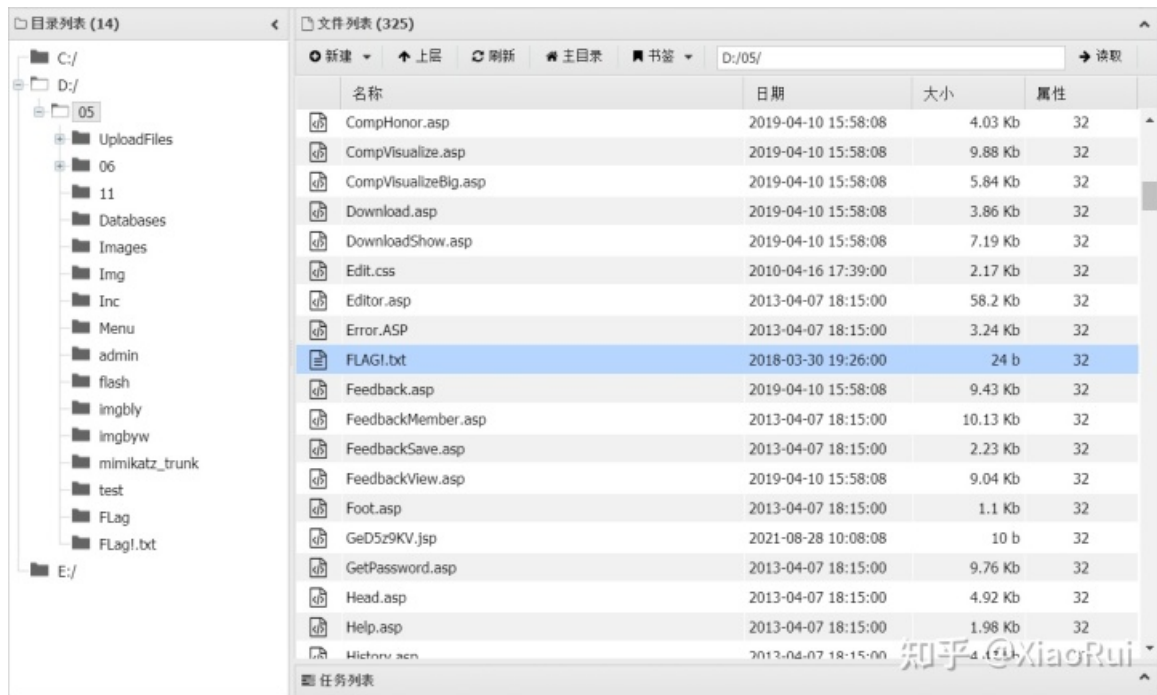 目录列表 (14)
C:/
D:/
05
UploadFiles
06
11
Databases
Images
Img
Inc
Menu
admin
flash
imgbly
imgbyw
mimikatz_trunk
test
FLag
FLag!.txt
E:/
文件列表 (325)
新建 上层 刷新 主目录 书签 D:/05/ 读取
名称 日期 大小 属性
CompHonor.asp 2019-04-10 15:58:08 4.03 Kb 32
CompVisualize.asp 2019-04-10 15:58:08 9.88 Kb 32
CompVisualizeBig.asp 2019-04-10 15:58:08 5.84 Kb 32
Download.asp 2019-04-10 15:58:08 3.86 Kb 32
DownloadShow.asp 2019-04-10 15:58:08 7.19 Kb 32
Edit.css 2010-04-16 17:39:00 2.17 Kb 32
Editor.asp 2013-04-07 18:15:00 58.2 Kb 32
Error.ASP 2013-04-07 18:15:00 3.24 Kb 32
FLAG!.txt 2018-03-30 19:26:00 24 b 32
Feedback.asp 2019-04-10 15:58:08 9.43 Kb 32
FeedbackMember.asp 2013-04-07 18:15:00 10.13 Kb 32
FeedbackSave.asp 2013-04-07 18:15:00 2.23 Kb 32
FeedbackView.asp 2019-04-10 15:58:08 9.04 Kb 32
Foot.asp 2013-04-07 18:15:00 1.1 Kb 32
GeD5z9KV.jsp 2021-08-28 10:08:08 10 b 32
GetPassword.asp 2013-04-07 18:15:00 9.76 Kb 32
Head.asp 2013-04-07 18:15:00 4.92 Kb 32
Help.asp 2013-04-07 18:15:00 1.98 Kb 32
History.asp 2013-04-07 18:15:00
知乎 @XiaoRui
任务列表